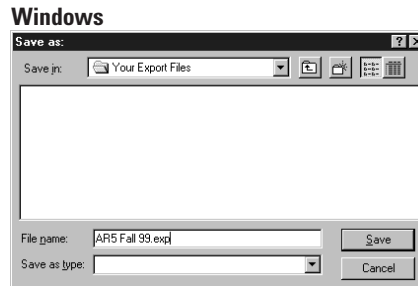 Windows
Save as:
Save in: Your Export Files
File name: AR5 Fall 99.exp Save
Save as type: Cancel